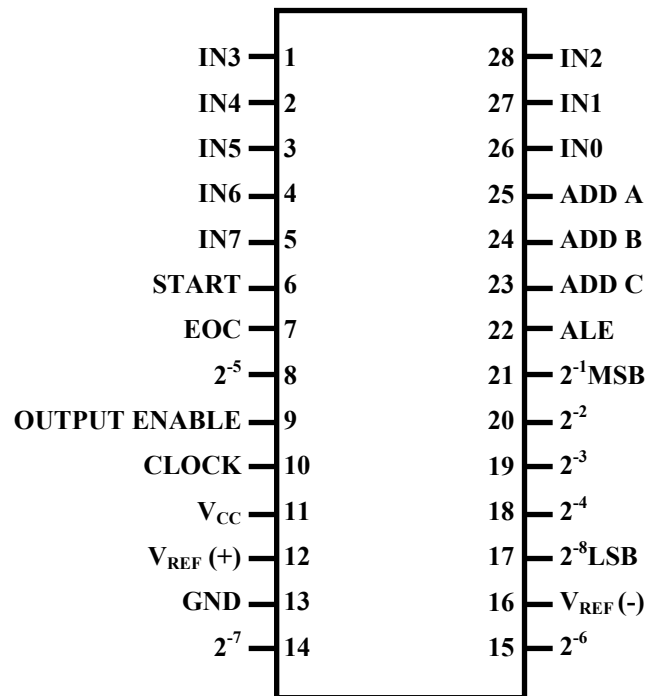 IN3 1 28 IN2
IN4 2 27 IN1
IN5 3 26 IN0
IN6 4 25 ADD A
IN7 5 24 ADD B
START 6 23 ADD C
EOC 7 22 ALE
2⁻⁵ 8 21 2⁻¹MSB
OUTPUT ENABLE 9 20 2⁻²
CLOCK 10 19 2⁻³
V_CC 11 18 2⁻⁴
V_REF (+) 12 17 2⁻⁸LSB
GND 13 16 V_REF (-)
2⁻⁷ 14 15 2⁻⁶